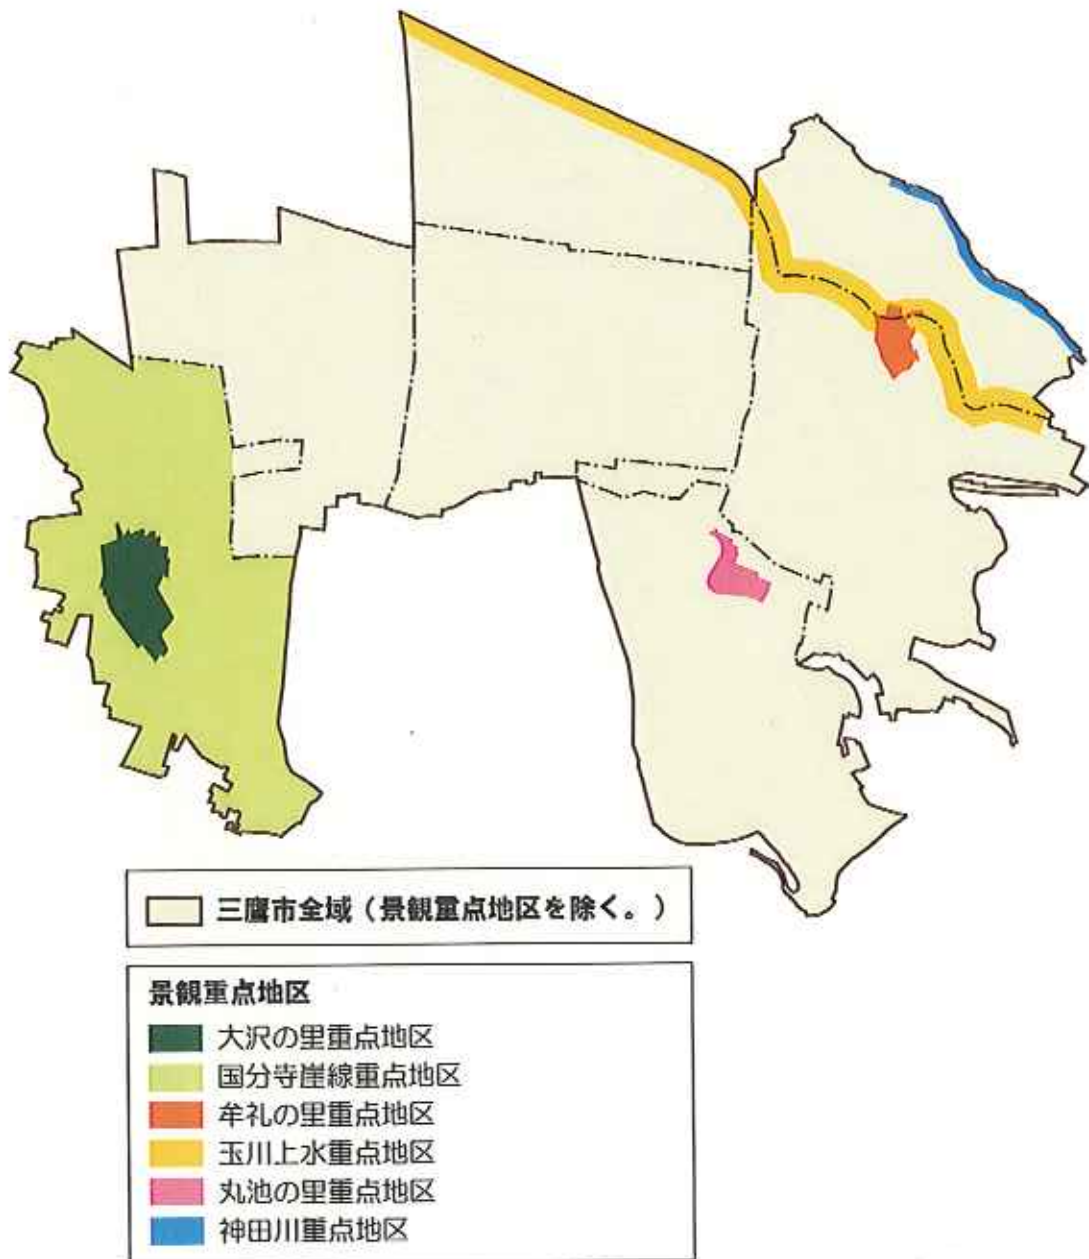 三鷹市全域（景観重点地区を除く。）
景観重点地区
大沢の里重点地区
国分寺崖線重点地区
牟礼の里重点地区
玉川上水重点地区
丸池の里重点地区
神田川重点地区